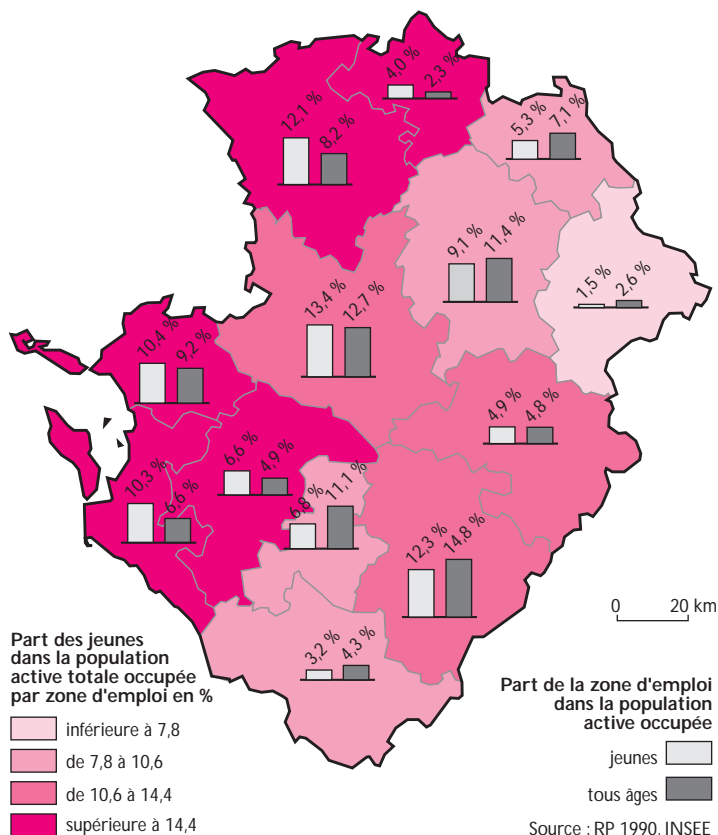 4,0 %
2,3 %
12,1 %
8,2 %
5,3 %
7,1 %
9,1 %
11,4 %
1,5 %
2,6 %
13,4 %
12,7 %
10,4 %
9,2 %
4,9 %
4,8 %
6,6 %
4,9 %
10,3 %
6,6 %
6,8 %
11,1 %
12,3 %
14,8 %
3,2 %
4,3 %
0 20 km
Part des jeunes
dans la population
active totale occupée
par zone d'emploi en %
inférieure à 7,8
de 7,8 à 10,6
de 10,6 à 14,4
supérieure à 14,4
Part de la zone d'emploi
dans la population
active occupée
jeunes
tous âges
Source : RP 1990, INSEE